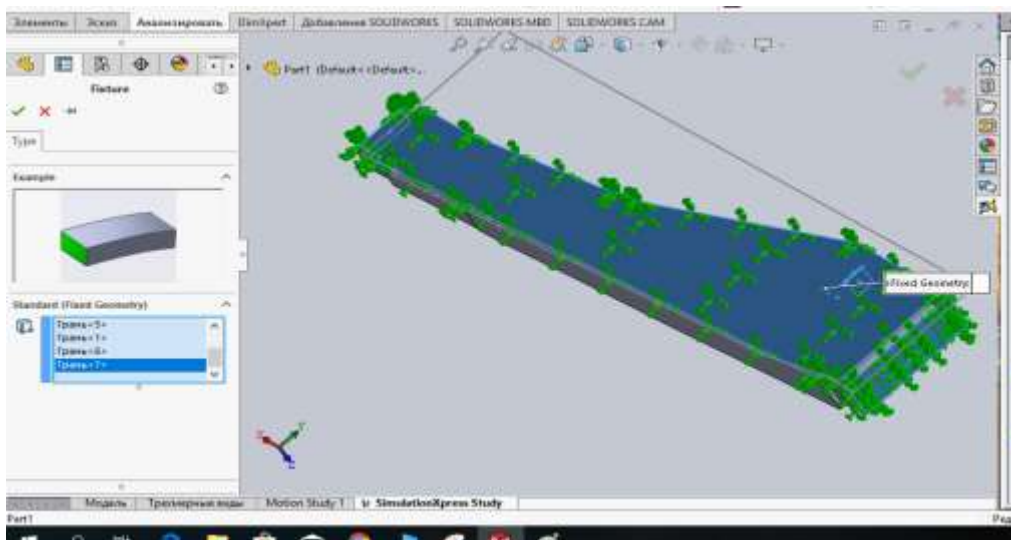 Элементы Эскиз Анализировать DimXpert Добавления SOLIDWORKS SOLIDWORKS MBD SOLIDWORKS CAM
Part1 (Default<<Default>...
Fixture
Type
Example
Standard (Fixed Geometry)
Грань<5>
Грань<1>
Грань<6>
Грань<7>
Fixed Geometry:
X
Y
Z
Модель Трехмерные виды Motion Study 1 SimulationXpress Study
Part1
Ред